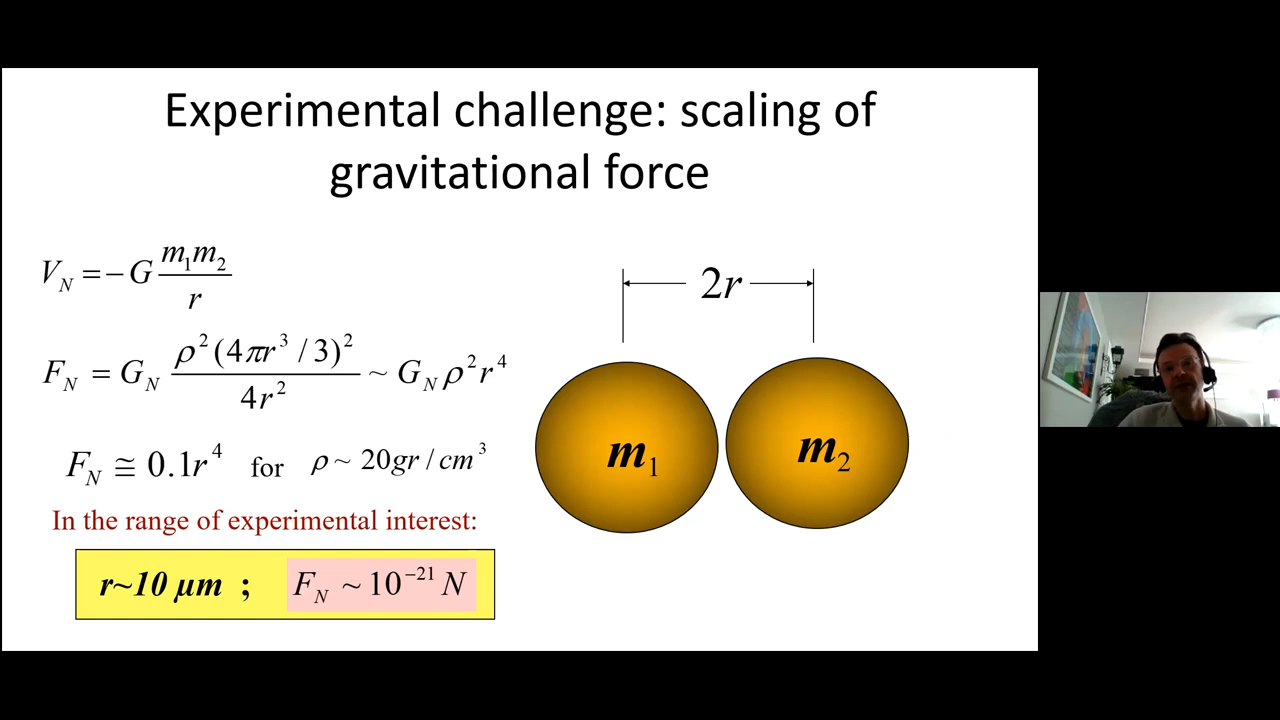 Experimental challenge: scaling of
gravitational force
V_N = −G m₁m₂ / r
F_N = G_N ρ²(4πr³/3)² / 4r² ~ G_N ρ²r⁴
F_N ≅ 0.1r⁴ for ρ ~ 20gr/cm³
In the range of experimental interest:
r~10 μm ; F_N ~ 10⁻²¹ N
2r
m₁
m₂